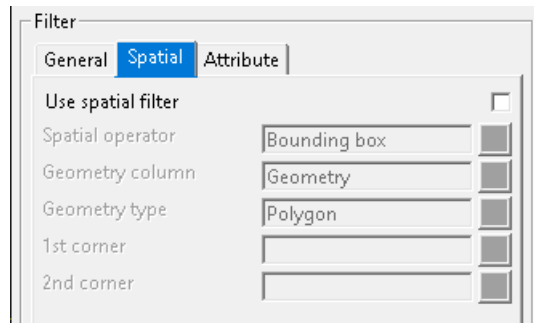 Filter
General Spatial Attribute
Use spatial filter
Spatial operator Bounding box
Geometry column Geometry
Geometry type Polygon
1st corner
2nd corner